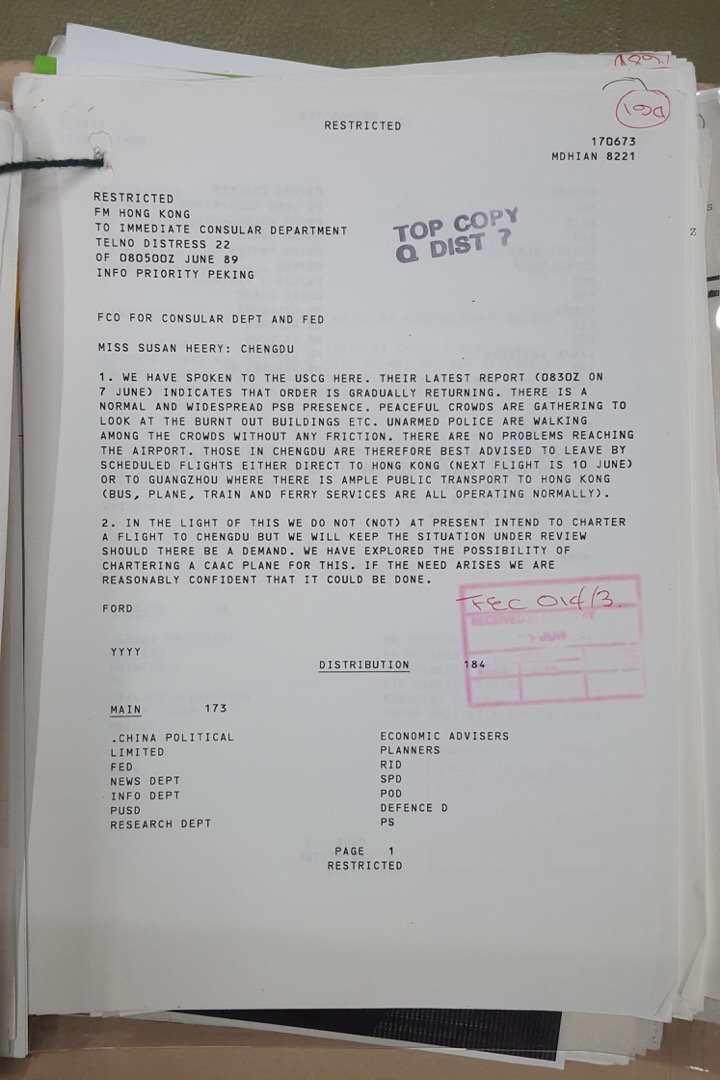 190
RESTRICTED
170673
MDHIAN 8221
RESTRICTED
FM HONG KONG
TO IMMEDIATE CONSULAR DEPARTMENT
TELNO DISTRESS 22
OF 080500Z JUNE 89
INFO PRIORITY PEKING
TOP COPY
Q DIST ?
FCO FOR CONSULAR DEPT AND FED
MISS SUSAN HEERY: CHENGDU
1. WE HAVE SPOKEN TO THE USCG HERE. THEIR LATEST REPORT (0830Z ON
7 JUNE) INDICATES THAT ORDER IS GRADUALLY RETURNING. THERE IS A
NORMAL AND WIDESPREAD PSB PRESENCE. PEACEFUL CROWDS ARE GATHERING TO
LOOK AT THE BURNT OUT BUILDINGS ETC. UNARMED POLICE ARE WALKING
AMONG THE CROWDS WITHOUT ANY FRICTION. THERE ARE NO PROBLEMS REACHING
THE AIRPORT. THOSE IN CHENGDU ARE THEREFORE BEST ADVISED TO LEAVE BY
SCHEDULED FLIGHTS EITHER DIRECT TO HONG KONG (NEXT FLIGHT IS 10 JUNE)
OR TO GUANGZHOU WHERE THERE IS AMPLE PUBLIC TRANSPORT TO HONG KONG
(BUS, PLANE, TRAIN AND FERRY SERVICES ARE ALL OPERATING NORMALLY).
2. IN THE LIGHT OF THIS WE DO NOT (NOT) AT PRESENT INTEND TO CHARTER
A FLIGHT TO CHENGDU BUT WE WILL KEEP THE SITUATION UNDER REVIEW
SHOULD THERE BE A DEMAND. WE HAVE EXPLORED THE POSSIBILITY OF
CHARTERING A CAAC PLANE FOR THIS. IF THE NEED ARISES WE ARE
REASONABLY CONFIDENT THAT IT COULD BE DONE.
FORD
FEC 014/3.
RECEIVED
JUN
YYYY
DISTRIBUTION 184
MAIN 173
.CHINA POLITICAL
LIMITED
FED
NEWS DEPT
INFO DEPT
PUSD
RESEARCH DEPT
ECONOMIC ADVISERS
PLANNERS
RID
SPD
POD
DEFENCE D
PS
PAGE 1
RESTRICTED